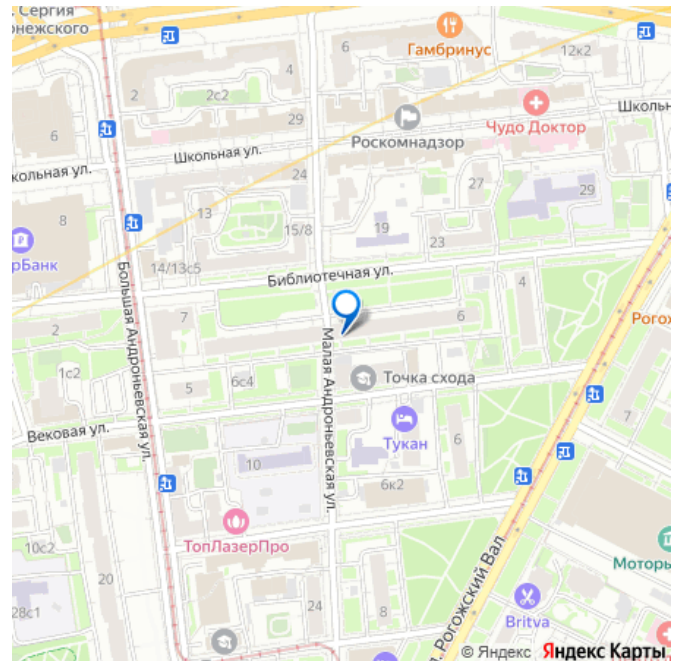 . Сергия
онежского
Гамбринус
6
12к2
4
2
2с2
29
Чудо Доктор
Школьн
Роскомнадзор
6
Школьная ул.
кольная ул.
24
27
29
13
8
15/8
19
23
рБанк
14/13с5
Библиотечная ул.
Большая Андроньевская ул.
Малая Андроньевская ул.
7
6
4
2
Рогож
1с2
5
6с4
Точка схода
Вековая ул.
Тукан
6
7
10
6к2
ТопЛазерПро
10с2
20
Моторы
л. Рогожский Вал
28с1
24
8
Britva
© Яндекс Яндекс Карты